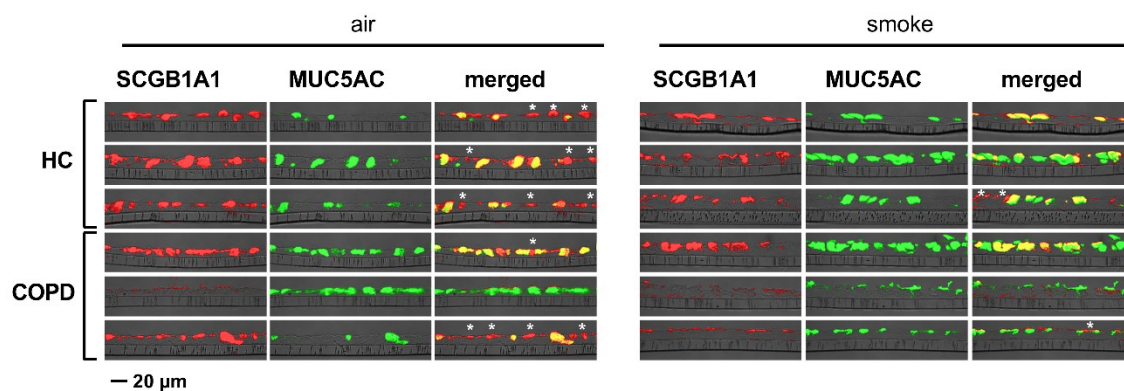 air smoke
SCGB1A1 MUC5AC merged SCGB1A1 MUC5AC merged
HC
COPD
20 µm